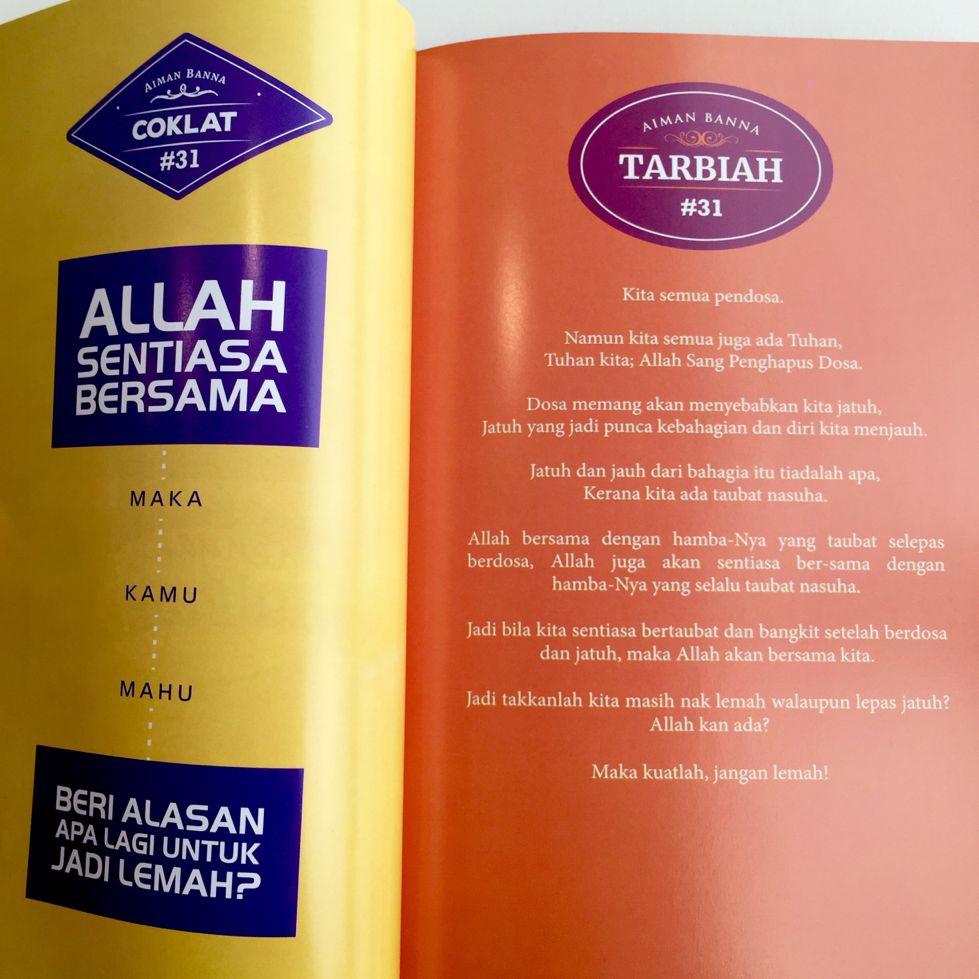 AIMAN BANNA
COKLAT
#31
ALLAH
SENTIASA
BERSAMA
MAKA
KAMU
MAHU
BERI ALASAN
APA LAGI UNTUK
JADI LEMAH?
AIMAN BANNA
TARBIAH
#31
Kita semua pendosa.
Namun kita semua juga ada Tuhan,
Tuhan kita; Allah Sang Penghapus Dosa.
Dosa memang akan menyebabkan kita jatuh,
Jatuh yang jadi punca kebahagian dan diri kita menjauh.
Jatuh dan jauh dari bahagia itu tiadalah apa,
Kerana kita ada taubat nasuha.
Allah bersama dengan hamba-Nya yang taubat selepas
berdosa, Allah juga akan sentiasa ber-sama dengan
hamba-Nya yang selalu taubat nasuha.
Jadi bila kita sentiasa bertaubat dan bangkit setelah berdosa
dan jatuh, maka Allah akan bersama kita.
Jadi takkanlah kita masih nak lemah walaupun lepas jatuh?
Allah kan ada?
Maka kuatlah, jangan lemah!